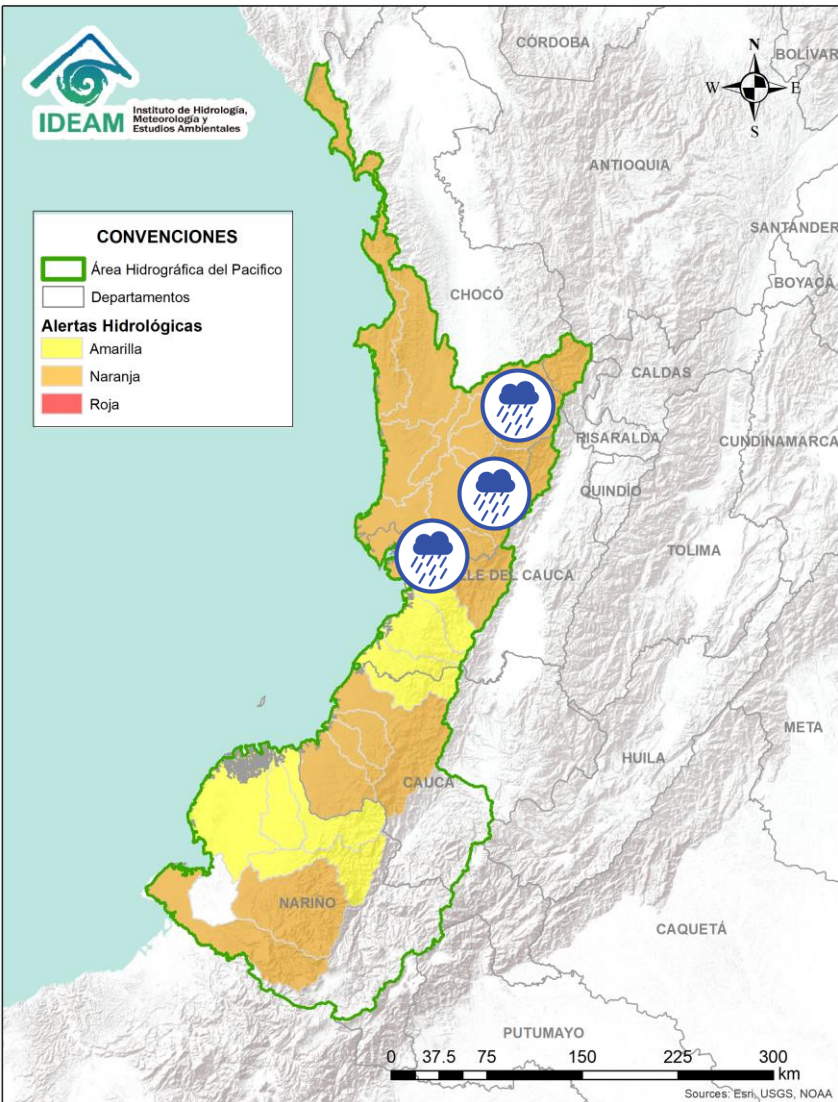 IDEAM
Instituto de Hidrología,
Meteorología y
Estudios Ambientales
CONVENCIONES
Área Hidrográfica del Pacifico
Departamentos
Alertas Hidrológicas
Amarilla
Naranja
Roja
N
W
E
S
CÓRDOBA
BOLÍVAR
ANTIOQUIA
SANTANDER
BOYACÁ
CHOCÓ
CALDAS
RISARALDA
CUNDINAMARCA
QUINDÍO
TOLIMA
LLE DEL CAUCA
META
HUILA
CAUCA
NARIÑO
CAQUETÁ
PUTUMAYO
0 37.5 75 150 225 300
km
Sources: Esri, USGS, NOAA